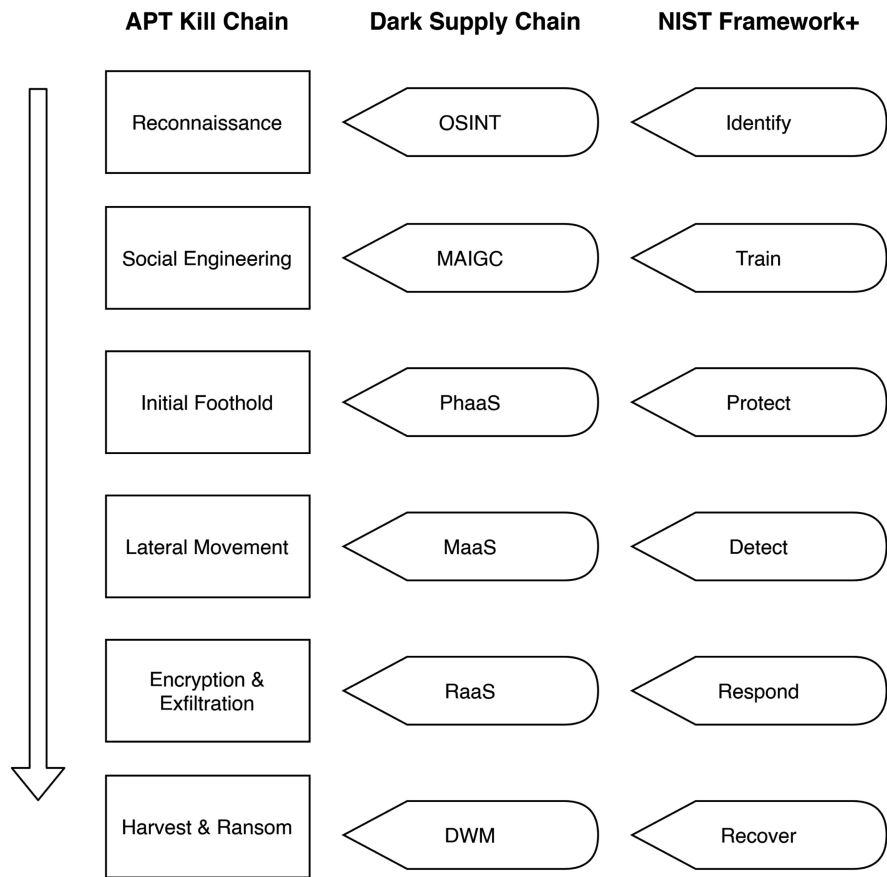 APT Kill Chain
Dark Supply Chain
NIST Framework+
Reconnaissance
OSINT
Identify
Social Engineering
MAIGC
Train
Initial Foothold
PhaaS
Protect
Lateral Movement
MaaS
Detect
Encryption &
Exfiltration
RaaS
Respond
Harvest & Ransom
DWM
Recover